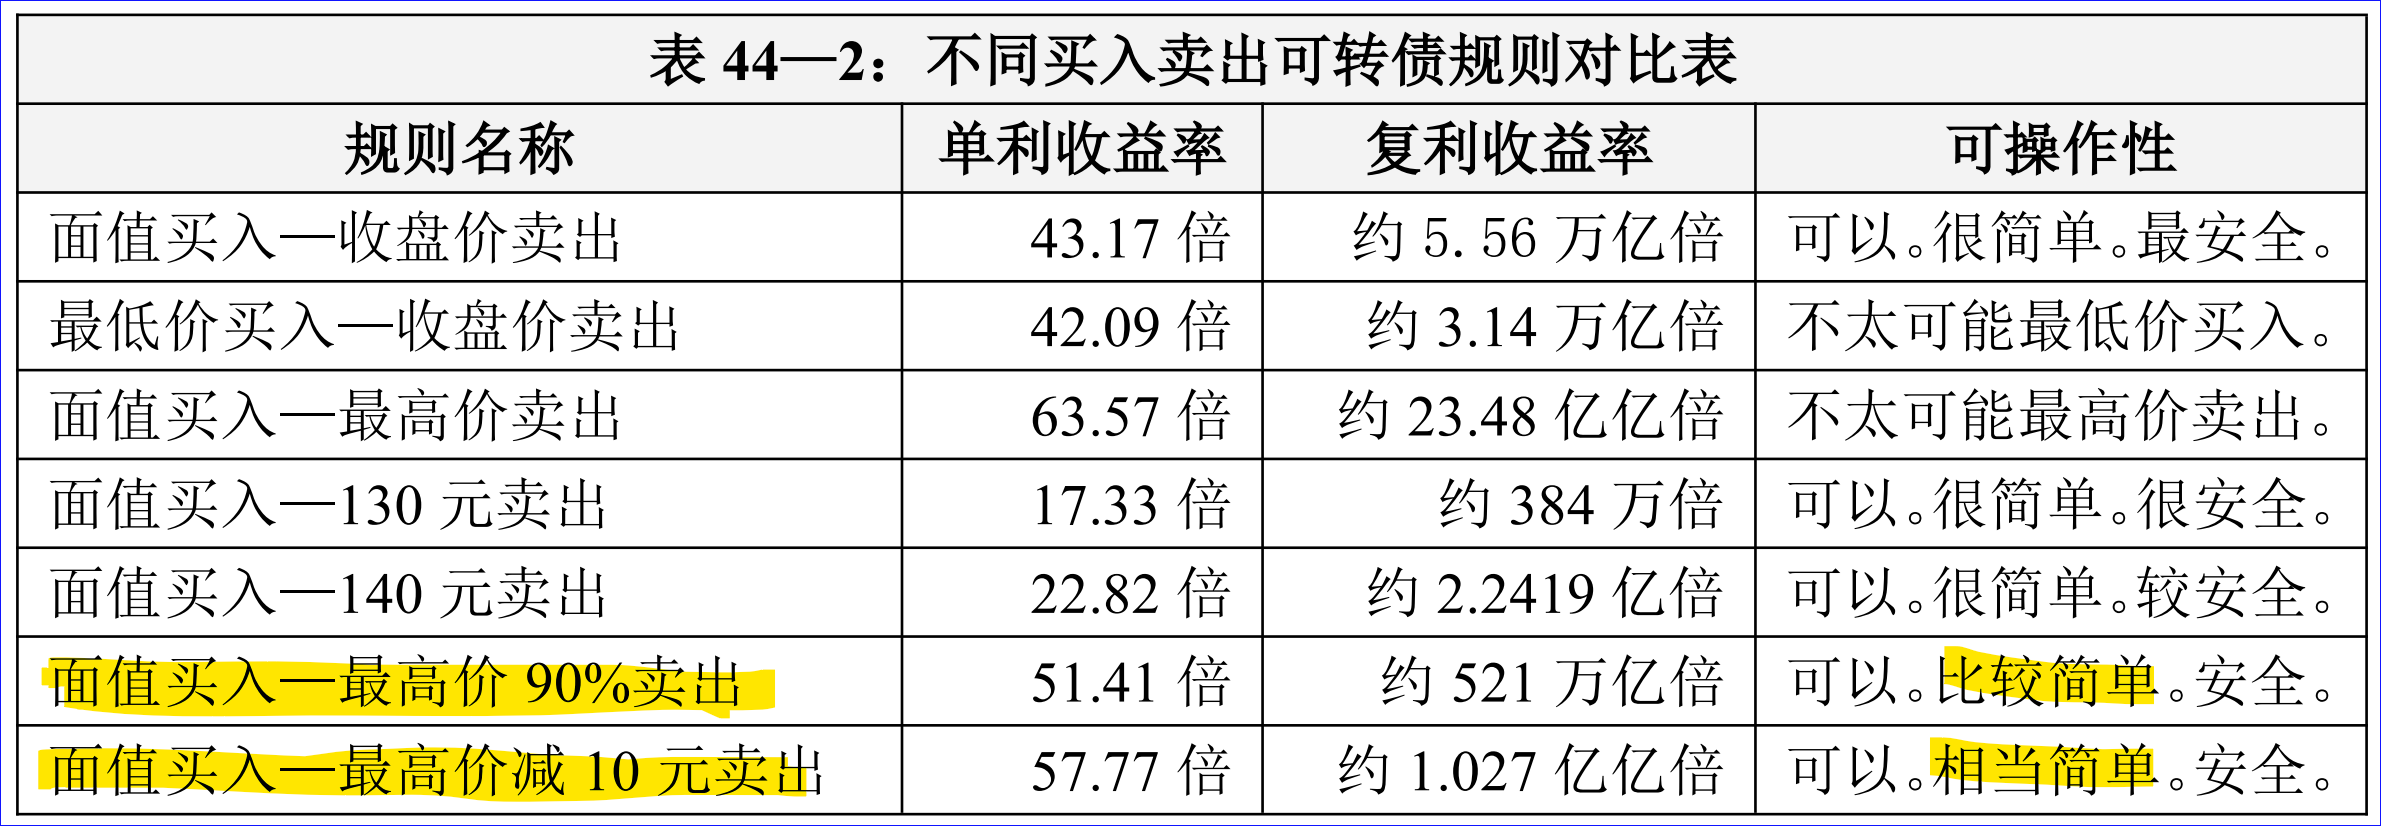 表 44—2：不同买入卖出可转债规则对比表
规则名称 单利收益率 复利收益率 可操作性
面值买入—收盘价卖出 43.17 倍 约 5. 56 万亿倍 可以。很简单。最安全。
最低价买入—收盘价卖出 42.09 倍 约 3.14 万亿倍 不太可能最低价买入。
面值买入—最高价卖出 63.57 倍 约 23.48 亿亿倍 不太可能最高价卖出。
面值买入—130 元卖出 17.33 倍 约 384 万倍 可以。很简单。很安全。
面值买入—140 元卖出 22.82 倍 约 2.2419 亿倍 可以。很简单。较安全。
面值买入—最高价 90%卖出 51.41 倍 约 521 万亿倍 可以。比较简单。安全。
面值买入—最高价减 10 元卖出 57.77 倍 约 1.027 亿亿倍 可以。相当简单。安全。